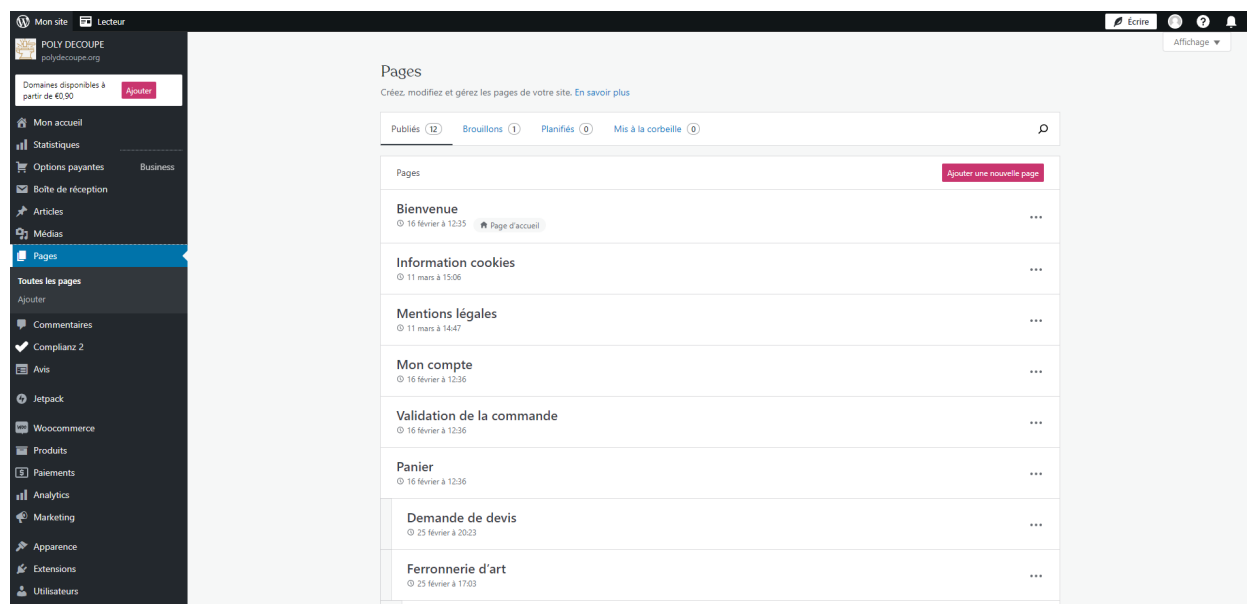 Mon site
Lecteur
Écrire
POLY DECOUPE
polydecoupe.org
Affichage ▼
Domaines disponibles à
partir de €0,90
Ajouter
Mon accueil
Statistiques
Options payantes Business
Boîte de réception
Articles
Médias
Pages
Toutes les pages
Ajouter
Commentaires
Complianz 2
Avis
Jetpack
Woocommerce
Produits
Paiements
Analytics
Marketing
Apparence
Extensions
Utilisateurs
Pages
Créez, modifiez et gérez les pages de votre site. En savoir plus
Publiés 12 Brouillons 1 Planifiés 0 Mis à la corbeille 0
Pages
Ajouter une nouvelle page
Bienvenue
16 février à 12:35 Page d'accueil
Information cookies
11 mars à 15:06
Mentions légales
11 mars à 14:47
Mon compte
16 février à 12:36
Validation de la commande
16 février à 12:36
Panier
16 février à 12:36
Demande de devis
25 février à 20:23
Ferronnerie d'art
25 février à 17:03